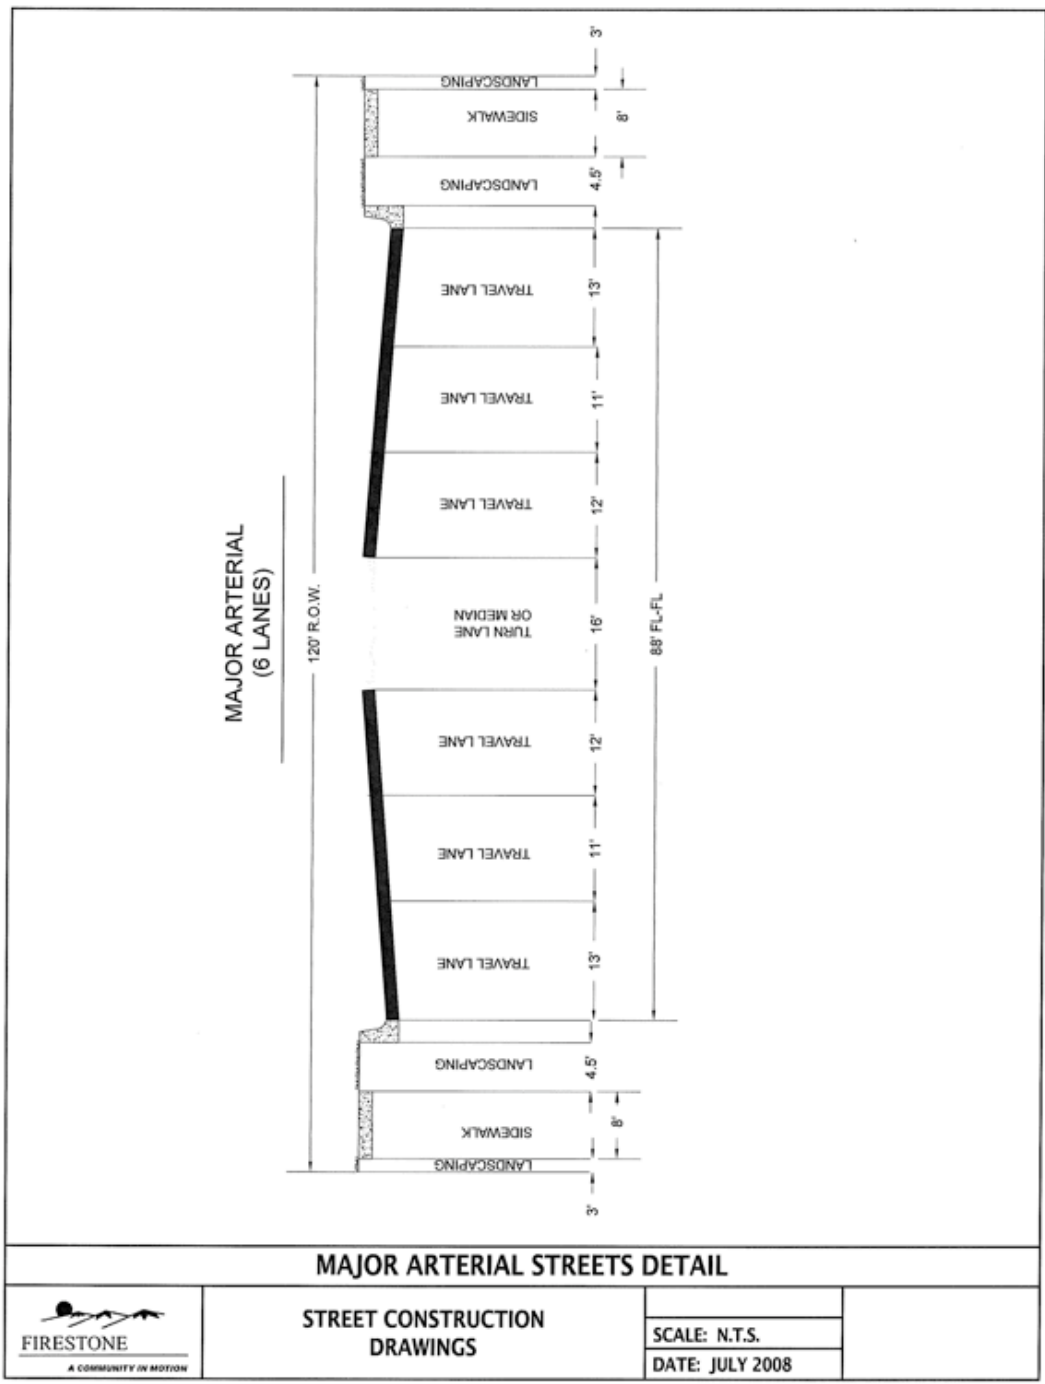 MAJOR ARTERIAL
(6 LANES)
120' R.O.W.
LANDSCAPING
SIDEWALK
LANDSCAPING
TRAVEL LANE
TRAVEL LANE
TRAVEL LANE
TURN LANE
OR MEDIAN
TRAVEL LANE
TRAVEL LANE
TRAVEL LANE
LANDSCAPING
SIDEWALK
LANDSCAPING
3'
8'
4.5'
13'
11'
12'
16'
12'
11'
13'
4.5'
8'
3'
88' FL-FL
MAJOR ARTERIAL STREETS DETAIL
FIRESTONE
A COMMUNITY IN MOTION
STREET CONSTRUCTION
DRAWINGS
SCALE: N.T.S.
DATE: JULY 2008